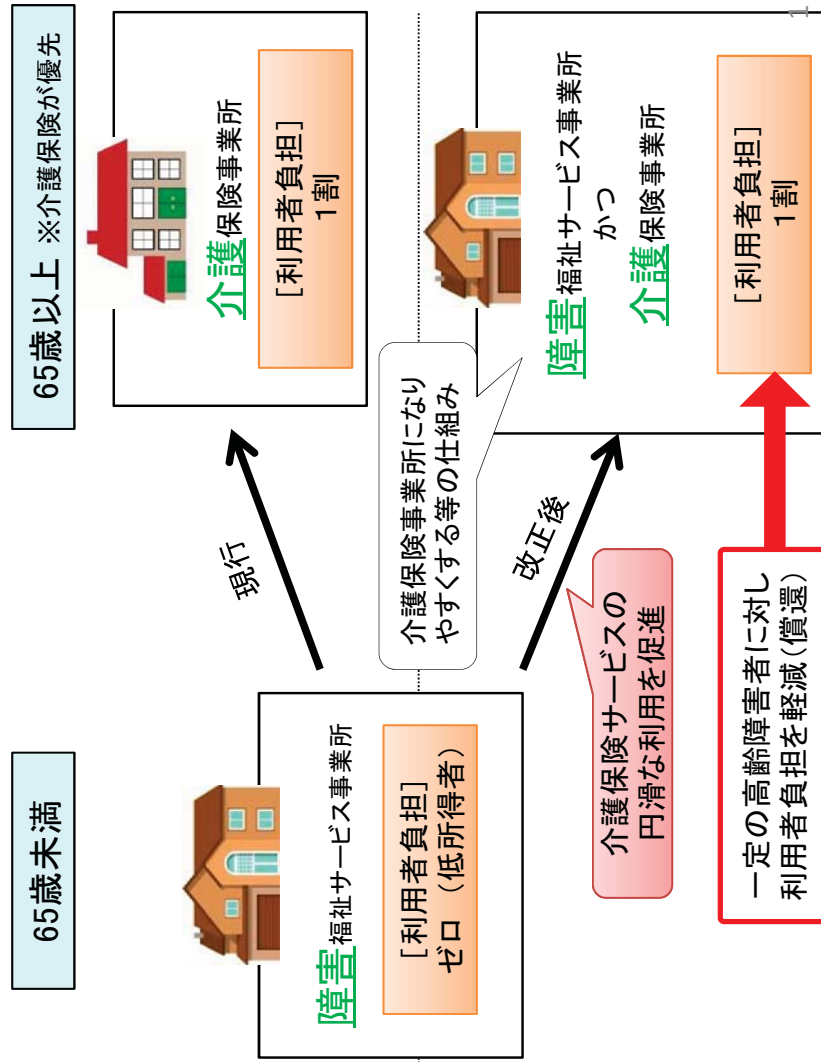 65歳未満
障害福祉サービス事業所
[利用者負担]
ゼロ（低所得者）
65歳以上 ※介護保険が優先
現行
介護保険事業所
[利用者負担]
1割
介護保険事業所になり
やすくする等の仕組み
改正後
介護保険サービスの
円滑な利用を促進
障害福祉サービス事業所
かつ
介護保険事業所
[利用者負担]
1割
一定の高齢障害者に対し
利用者負担を軽減（償還）
1